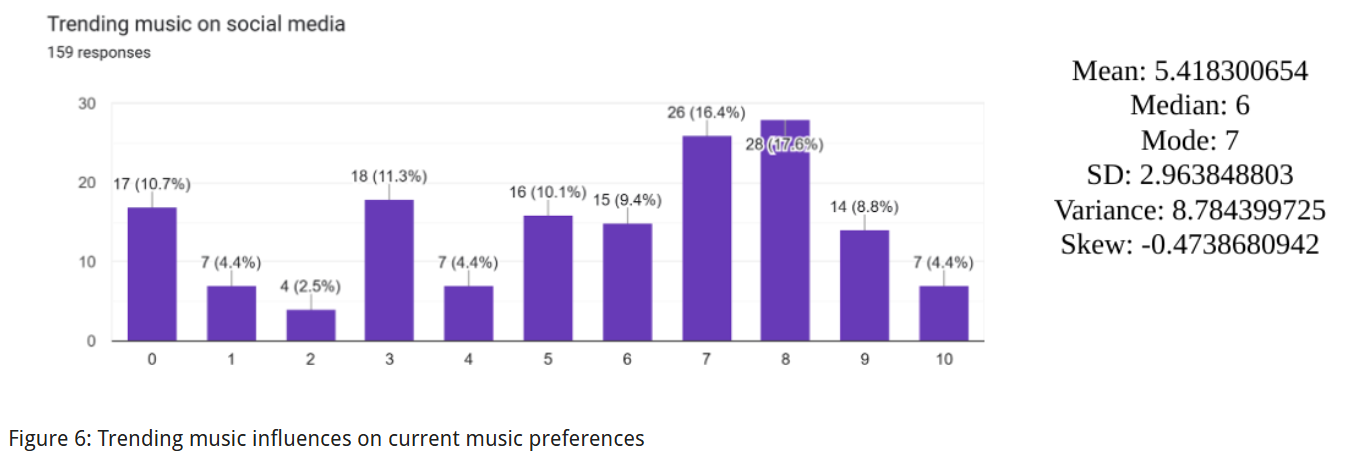 Trending music on social media
159 responses
Mean: 5.418300654
Median: 6
Mode: 7
SD: 2.963848803
Variance: 8.784399725
Skew: -0.4738680942
30
20
10
0
17 (10.7%)
7 (4.4%)
4 (2.5%)
18 (11.3%)
7 (4.4%)
16 (10.1%)
15 (9.4%)
26 (16.4%)
28 (17.6%)
14 (8.8%)
7 (4.4%)
0 1 2 3 4 5 6 7 8 9 10
Figure 6: Trending music influences on current music preferences